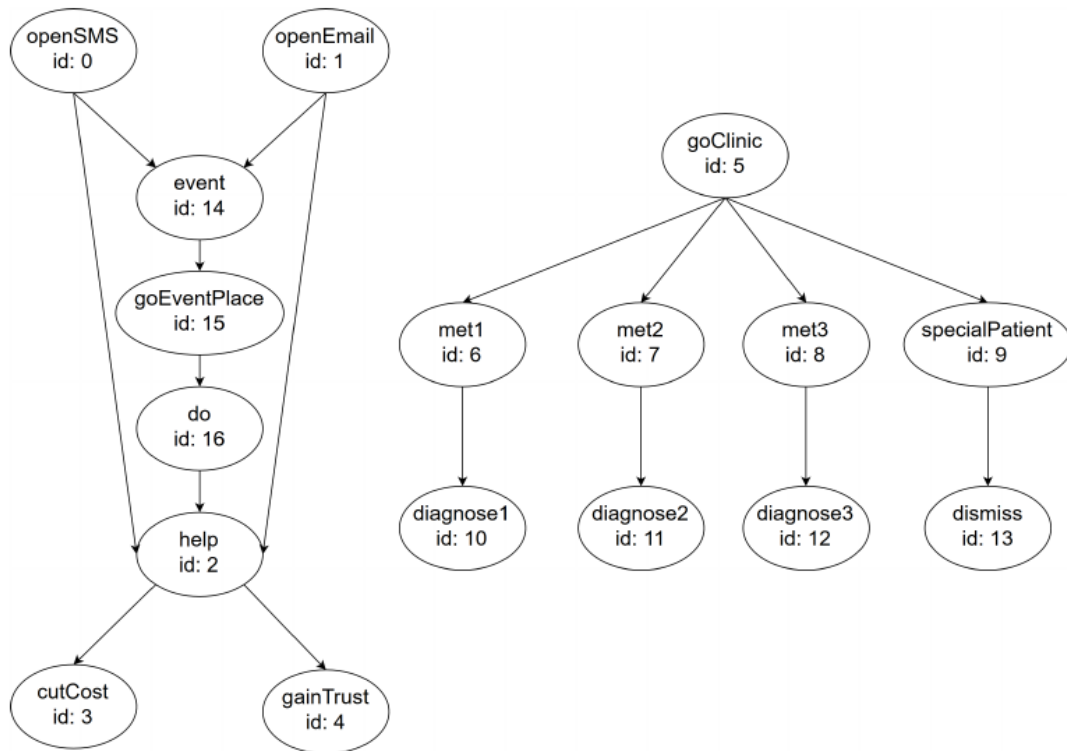 openSMS
id: 0
openEmail
id: 1
event
id: 14
goEventPlace
id: 15
do
id: 16
help
id: 2
cutCost
id: 3
gainTrust
id: 4
goClinic
id: 5
met1
id: 6
met2
id: 7
met3
id: 8
specialPatient
id: 9
diagnose1
id: 10
diagnose2
id: 11
diagnose3
id: 12
dismiss
id: 13